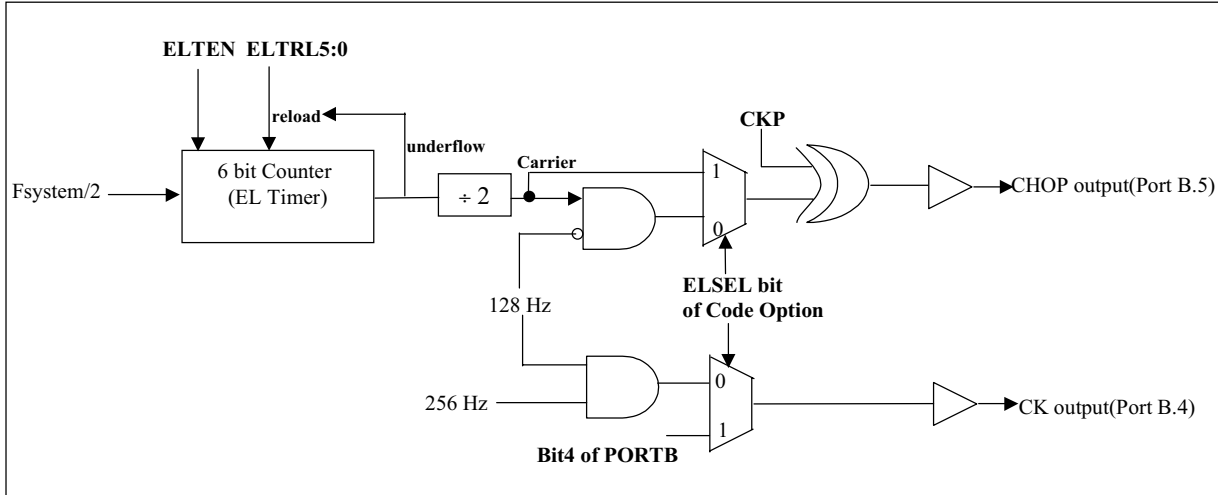 ELTEN ELTRL5:0
reload
underflow
CKP
6 bit Counter
(EL Timer)
Fsystem/2
÷ 2
Carrier
1
0
CHOP output(Port B.5)
128 Hz
ELSEL bit
of Code Option
256 Hz
0
1
CK output(Port B.4)
Bit4 of PORTB